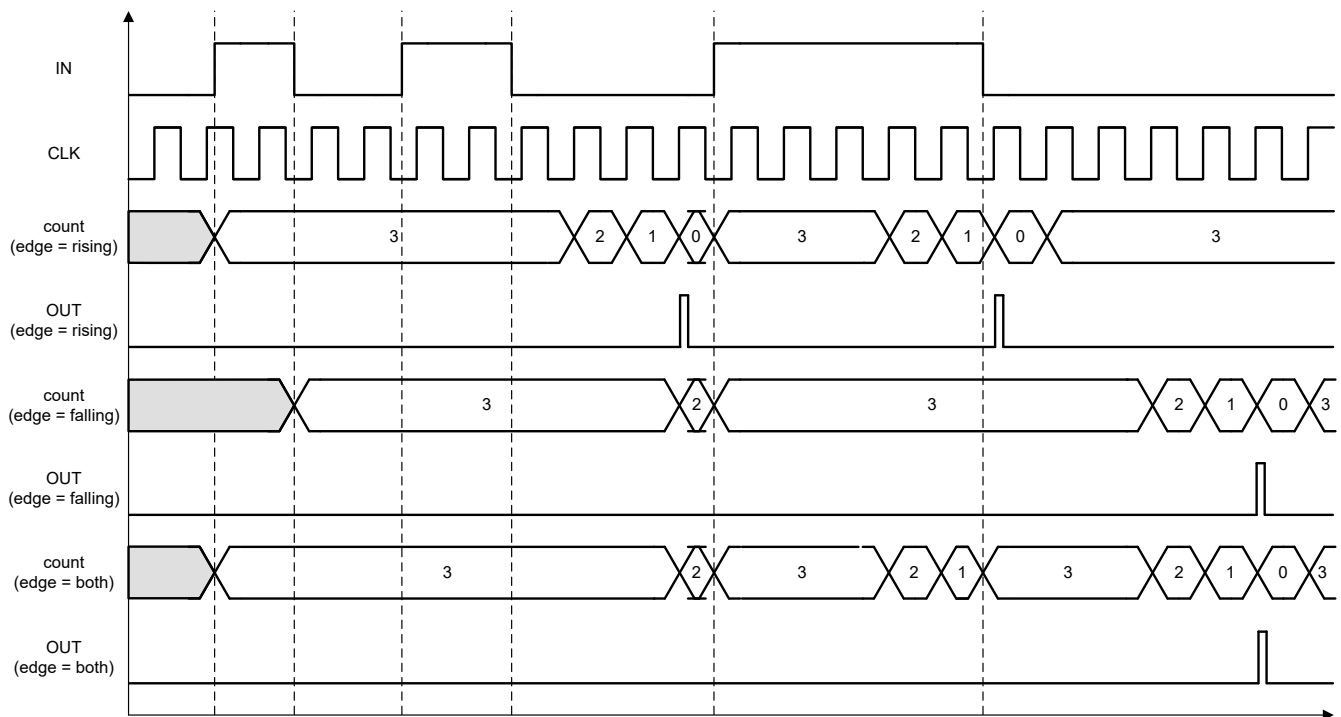 IN
CLK
count
(edge = rising)
3 2 1 0 3 2 1 0 3
OUT
(edge = rising)
count
(edge = falling)
3 2 3 2 1 0 3
OUT
(edge = falling)
count
(edge = both)
3 2 3 2 1 3 2 1 0 3
OUT
(edge = both)